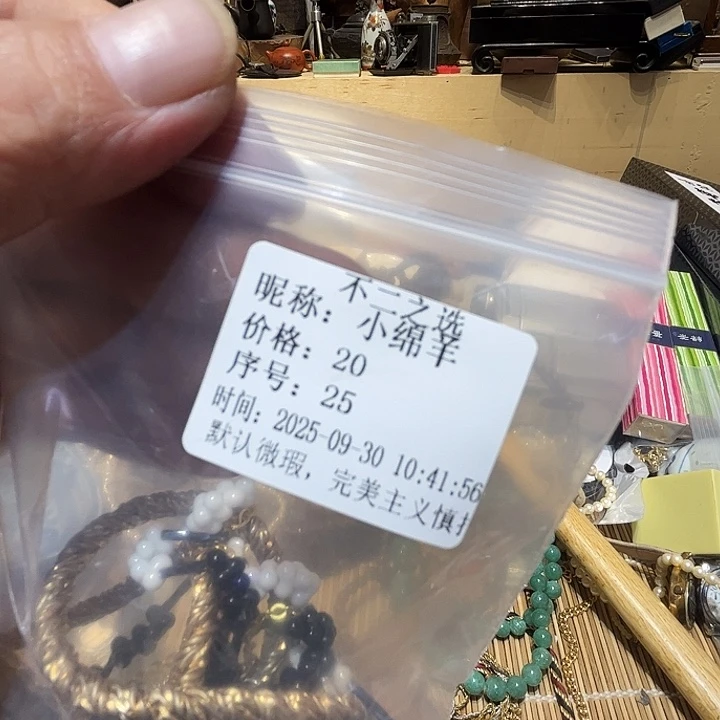 不二之选
昵称：小绵羊
价格：20
序号：25
时间：2025-09-30 10:41:56
默认微瑕，完美主义慎